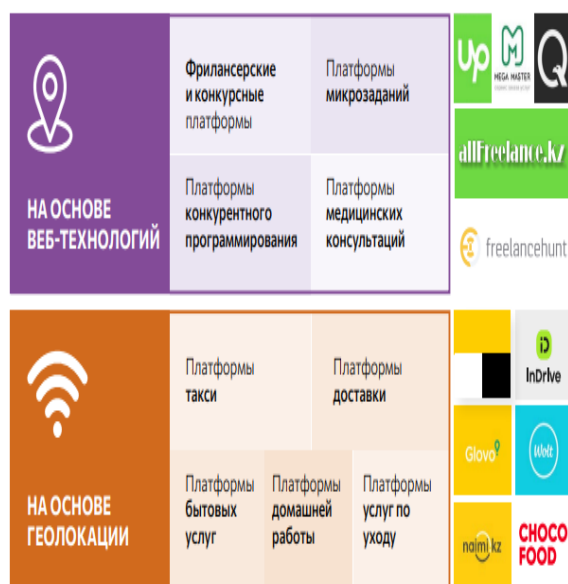 НА ОСНОВЕ
ВЕБ-ТЕХНОЛОГИЙ
Фрилансерские
и конкурсные
платформы
Платформы
микрозаданий
Платформы
конкурентного
программирования
Платформы
медицинских
консультаций
Up
M
MEGA MASTER
Q
allFreelance.kz
freelancehunt
НА ОСНОВЕ
ГЕОЛОКАЦИИ
Платформы
такси
Платформы
доставки
Платформы
бытовых
услуг
Платформы
домашней
работы
Платформы
услуг по
уходу
iD
inDrive
Glovo
Wolt
naimi kz
CHOCO
FOOD